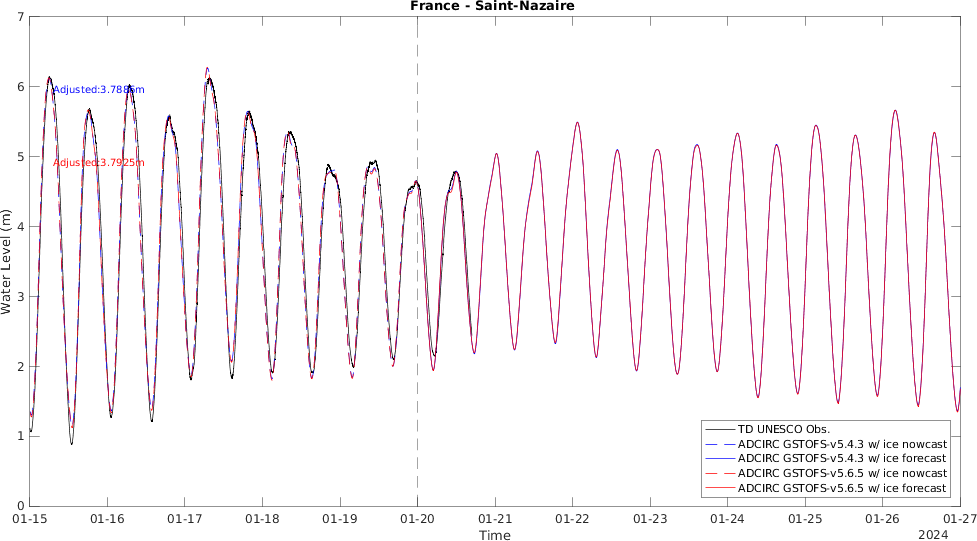 France - Saint-Nazaire
7
6
5
4
3
2
1
0
Water Level (m)
Adjusted:3.7886m
Adjusted:3.7925m
TD UNESCO Obs.
ADCIRC GSTOFS-v5.4.3 w/ ice nowcast
ADCIRC GSTOFS-v5.4.3 w/ ice forecast
ADCIRC GSTOFS-v5.6.5 w/ ice nowcast
ADCIRC GSTOFS-v5.6.5 w/ ice forecast
01-15 01-16 01-17 01-18 01-19 01-20 01-21 01-22 01-23 01-24 01-25 01-26 01-27
Time
2024